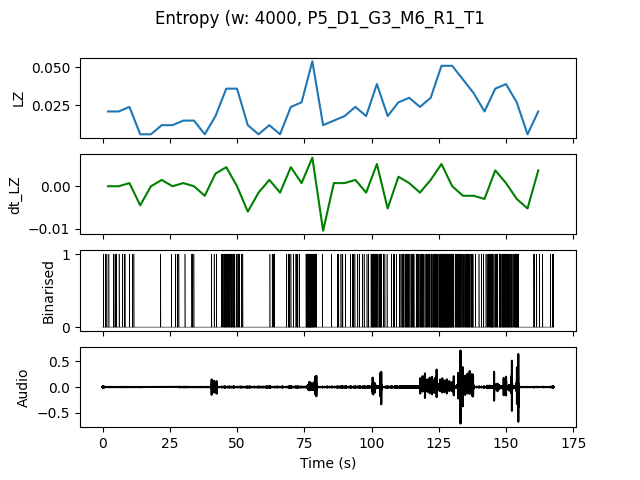 Entropy (w: 4000, P5_D1_G3_M6_R1_T1
0.050
0.025
LZ
0.00
−0.01
dt_LZ
1
0
Binarised
0.5
0.0
−0.5
Audio
0 25 50 75 100 125 150 175
Time (s)